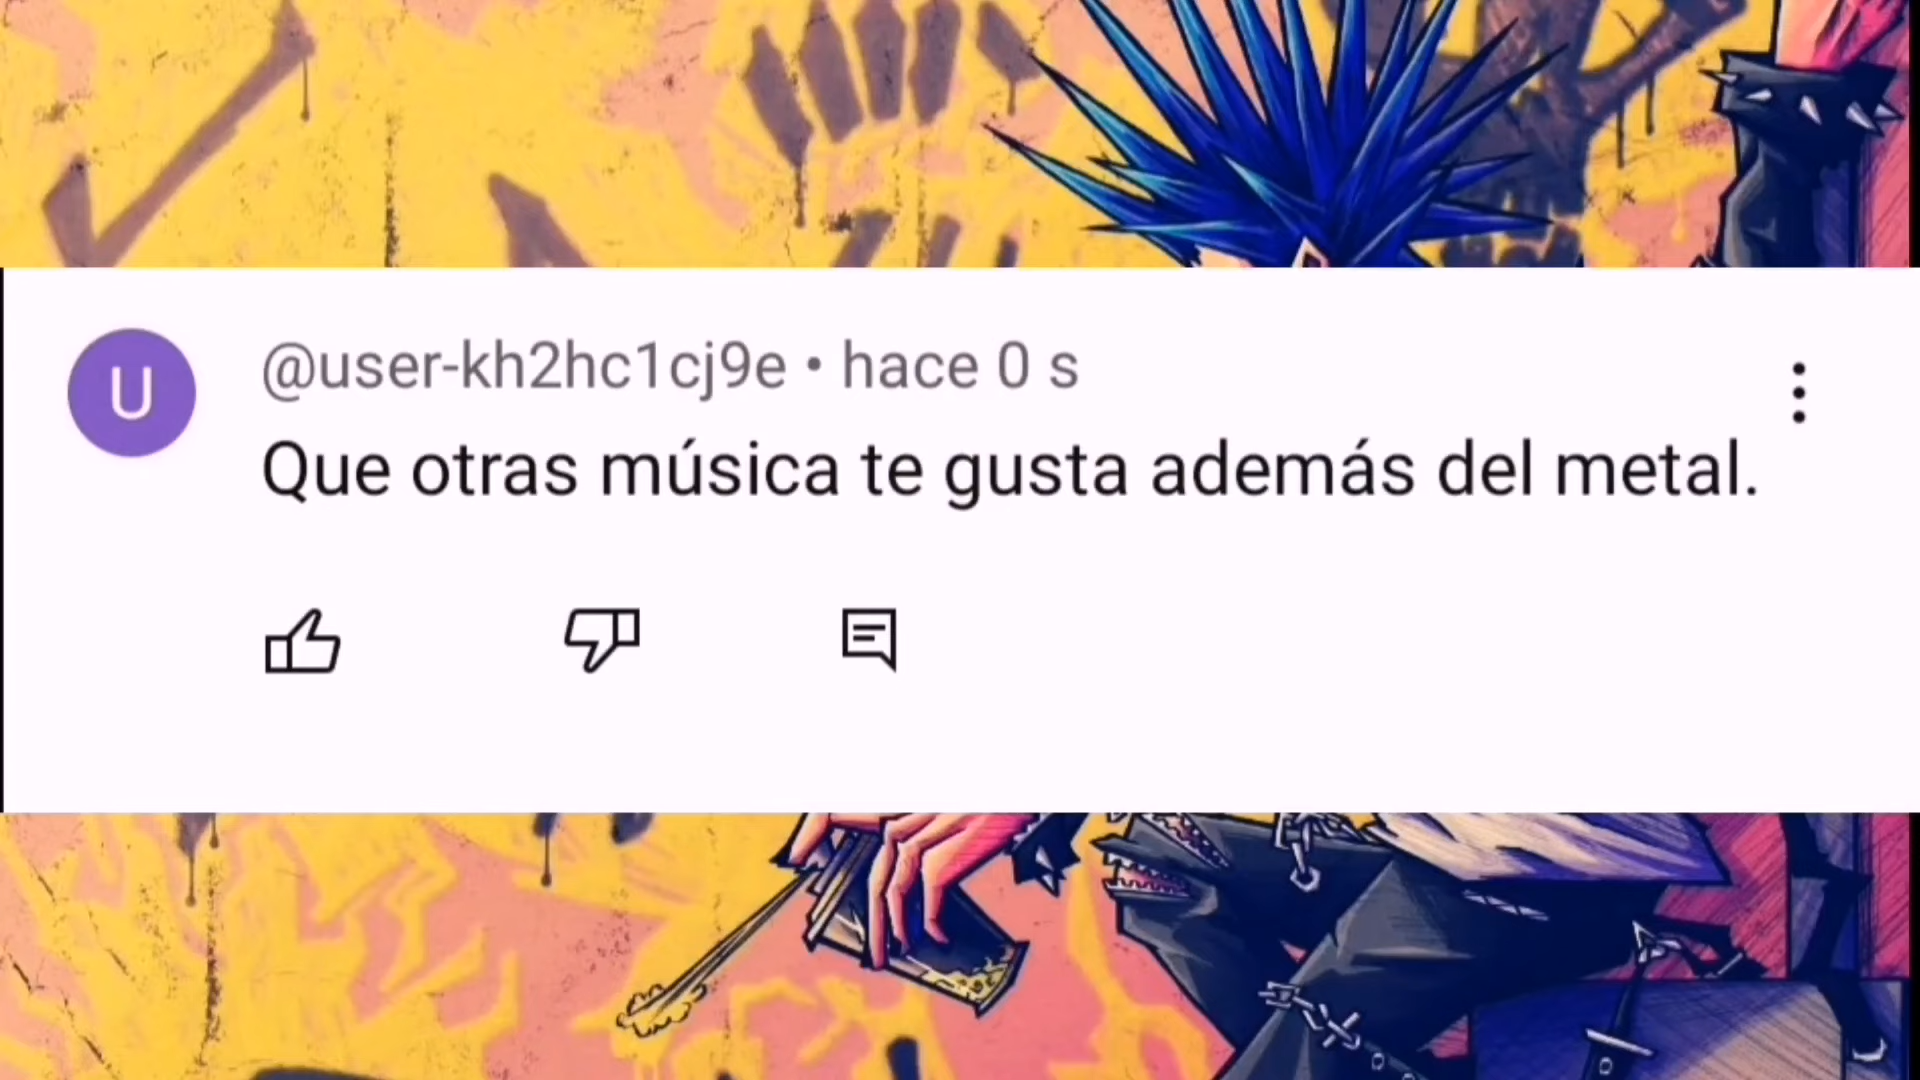 U
@user-kh2hc1cj9e • hace 0 s
Que otras música te gusta además del metal.